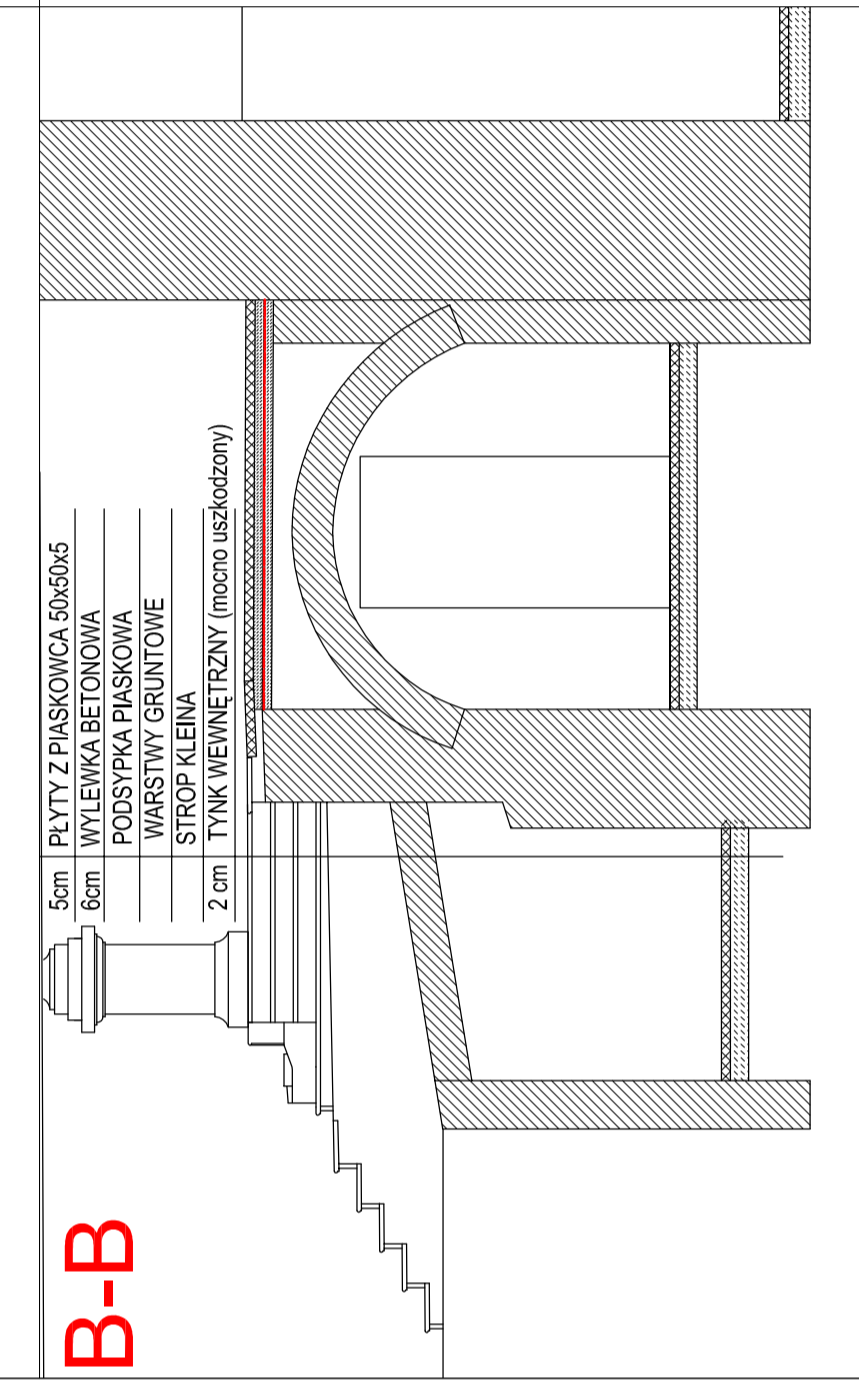 B-B
5cm PŁYTY Z PIASKOWCA 50x50x5
6cm WYLEWKA BETONOWA
PODSYPKA PIASKOWA
WARSTWY GRUNTOWE
STROP KLEINA
2 cm TYNK WEWNĘTRZNY (mocno uszkodzony)